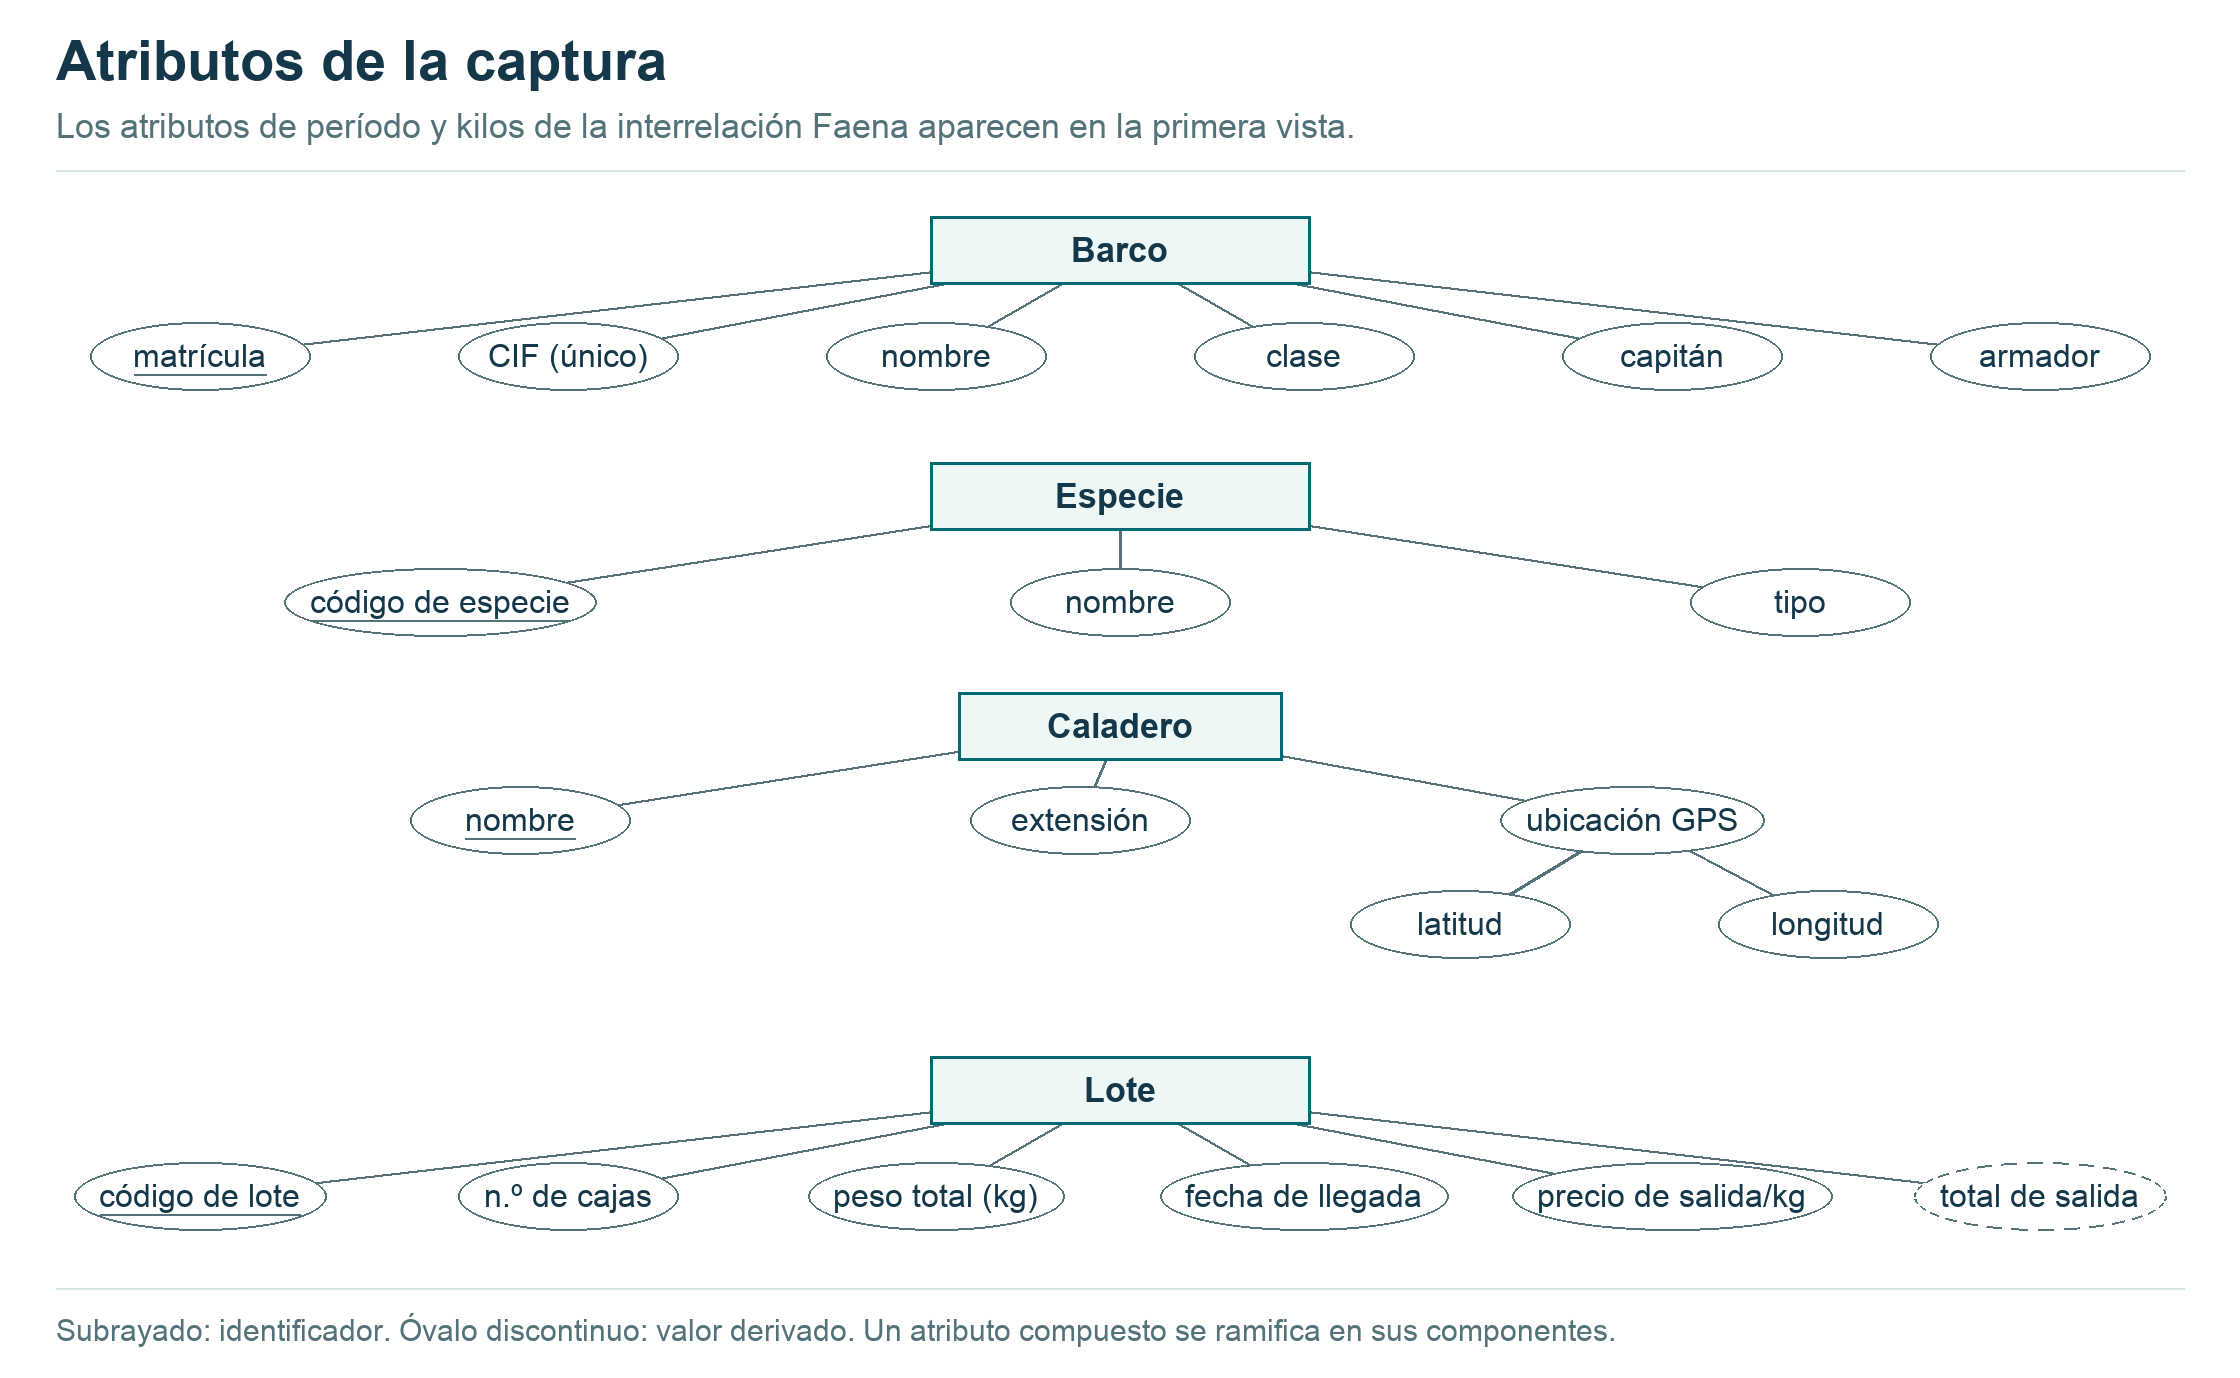 Atributos de la captura
Los atributos de período y kilos de la interrelación Faena aparecen en la primera vista.
Barco
matrícula
CIF (único)
nombre
clase
capitán
armador
Especie
código de especie
nombre
tipo
Caladero
nombre
extensión
ubicación GPS
latitud
longitud
Lote
código de lote
n.º de cajas
peso total (kg)
fecha de llegada
precio de salida/kg
total de salida
Subrayado: identificador. Óvalo discontinuo: valor derivado. Un atributo compuesto se ramifica en sus componentes.